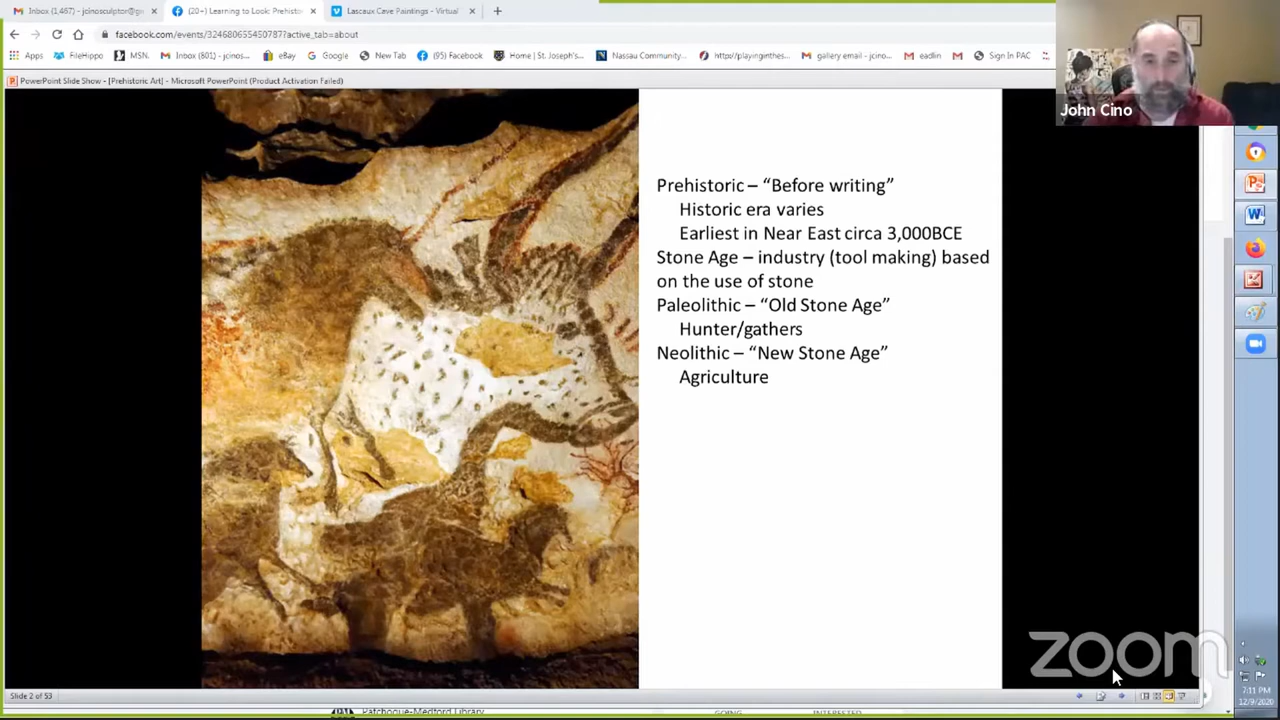 Inbox (1,467) - jcinosculptor@g
(20+) Learning to Look: Prehisto
Lascaux Cave Paintings - Virtual
facebook.com/events/324680655450787?active_tab=about
Apps
FileHippo
MSN.
Inbox (801) - jcinos...
eBay
Google
New Tab
(95) Facebook
Home | St. Joseph's...
Nassau Community...
http://playinginthes...
gallery email - jcino...
eadlin
Sign In PAC
PowerPoint Slide Show - [Prehistoric Art] - Microsoft PowerPoint (Product Activation Failed)
John Cino
Prehistoric – “Before writing”
Historic era varies
Earliest in Near East circa 3,000BCE
Stone Age – industry (tool making) based
on the use of stone
Paleolithic – “Old Stone Age”
Hunter/gathers
Neolithic – “New Stone Age”
Agriculture
zoom
Slide 2 of 53
7:11 PM
12/9/2020
Patchogue-Medford Library
GOING
INTERESTED